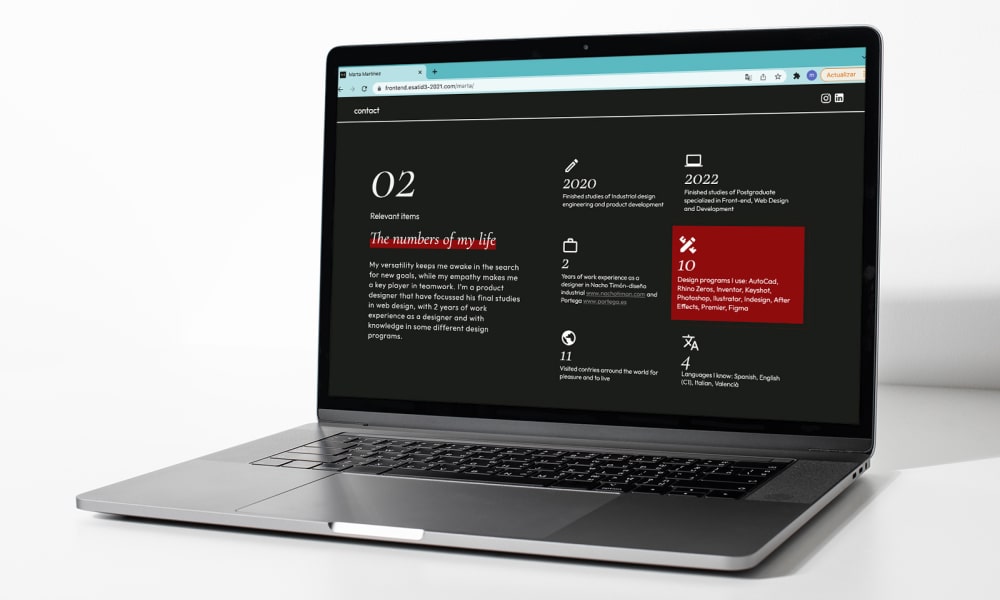 Marta Martinez
Actualizar
frontend.esatid3-2021.com/marta/
contact
02
Relevant items
The numbers of my life
My versatility keeps me awake in the search
for new goals, while my empathy makes me
a key player in teamwork. I'm a product
designer that have focussed his final studies
in web design, with 2 years of work
experience as a designer and with
knowledge in some different design
programs.
2020
Finished studies of Industrial design
engineering and product development
2022
Finished studies of Postgraduate
specialized in Front-end, Web Design
and Development
2
Years of work experience as a
designer in Nacho Timón-diseño
industrial www.nachotimon.com and
Portego www.portego.es
10
Design programs I use: AutoCad,
Rhino Zeros, Inventor, Keyshot,
Photoshop, Ilustrator, Indesign, After
Effects, Premier, Figma
11
Visited contries arround the world for
pleasure and to live
4
Languages I know: Spanish, English
(C1), Italian, Valencià